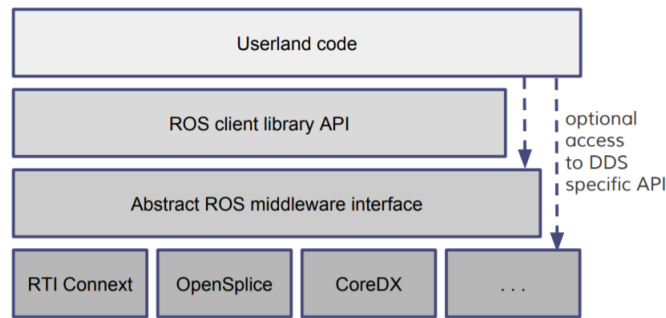 Userland code
ROS client library API
optional
access
to DDS
specific API
Abstract ROS middleware interface
RTI Connext
OpenSplice
CoreDX
. . .